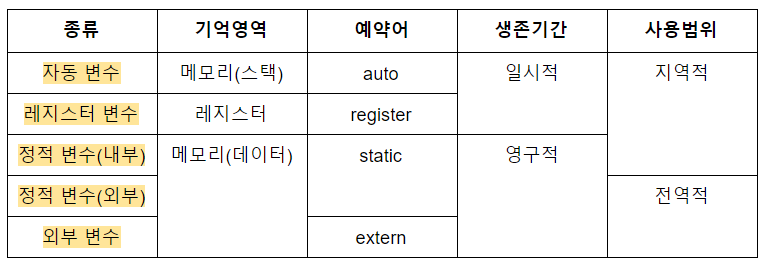 종류 기억영역 예약어 생존기간 사용범위
자동 변수 메모리(스택) auto 일시적 지역적
레지스터 변수 레지스터 register
정적 변수(내부) 메모리(데이터) static 영구적
정적 변수(외부) 전역적
외부 변수 extern